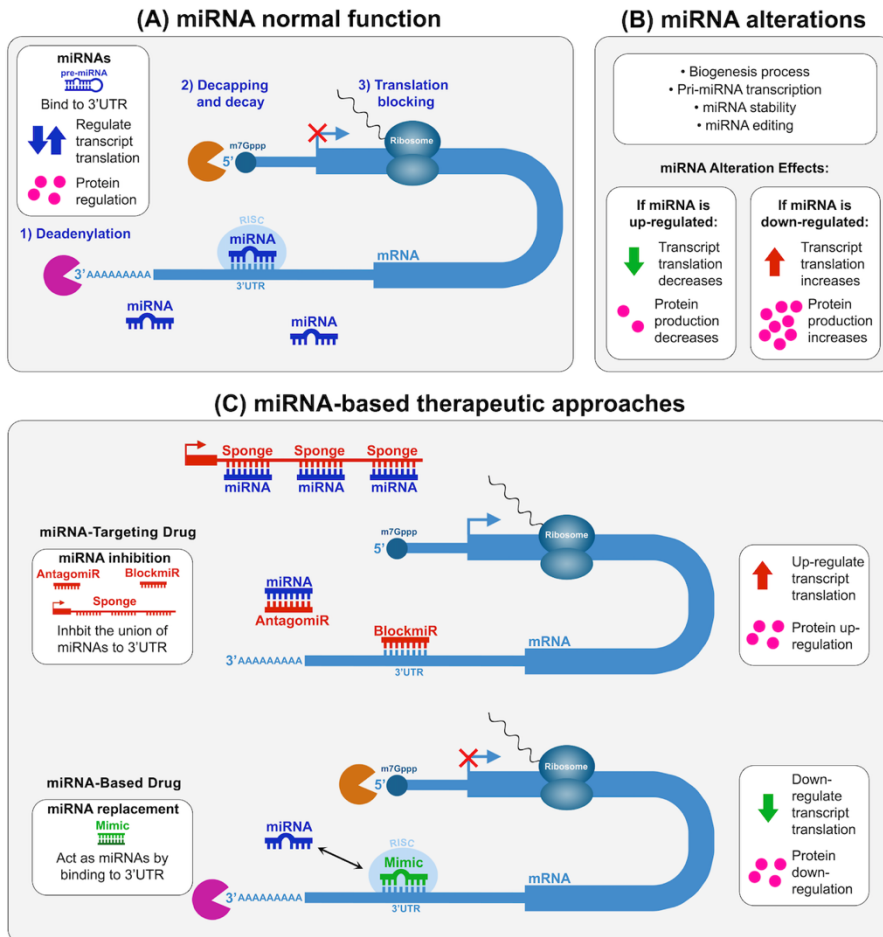 (A) miRNA normal function
miRNAs
pre-miRNA
Bind to 3'UTR
Regulate
transcript
translation
Protein
regulation
2) Decapping
and decay
3) Translation
blocking
m7Gppp
5'
Ribosome
1) Deadenylation
RISC
miRNA
mRNA
3' AAAAAAAAA
3'UTR
miRNA
miRNA
(B) miRNA alterations
• Biogenesis process
• Pri-miRNA transcription
• miRNA stability
• miRNA editing
miRNA Alteration Effects:
If miRNA is
up-regulated:
Transcript
translation
decreases
Protein
production
decreases
If miRNA is
down-regulated:
Transcript
translation
increases
Protein
production
increases
(C) miRNA-based therapeutic approaches
Sponge Sponge Sponge
miRNA miRNA miRNA
miRNA-Targeting Drug
miRNA inhibition
AntagomiR BlockmiR
Sponge
Inhbit the union of
miRNAs to 3'UTR
m7Gppp
5'
Ribosome
miRNA
AntagomiR
BlockmiR
mRNA
3' AAAAAAAAA
3'UTR
Up-regulate
transcript
translation
Protein up-
regulation
miRNA-Based Drug
miRNA replacement
Mimic
Act as miRNAs by
binding to 3'UTR
m7Gppp
5'
Ribosome
miRNA
RISC
Mimic
mRNA
3' AAAAAAAAA
3'UTR
Down-
regulate
transcript
translation
Protein
down-
regulation